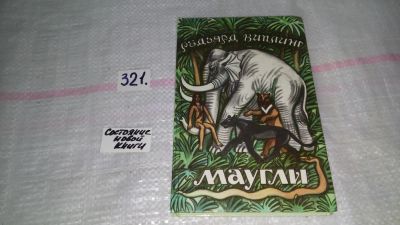 321.
Состояние
новой
книги
Редьярд Киплинг
Маугли